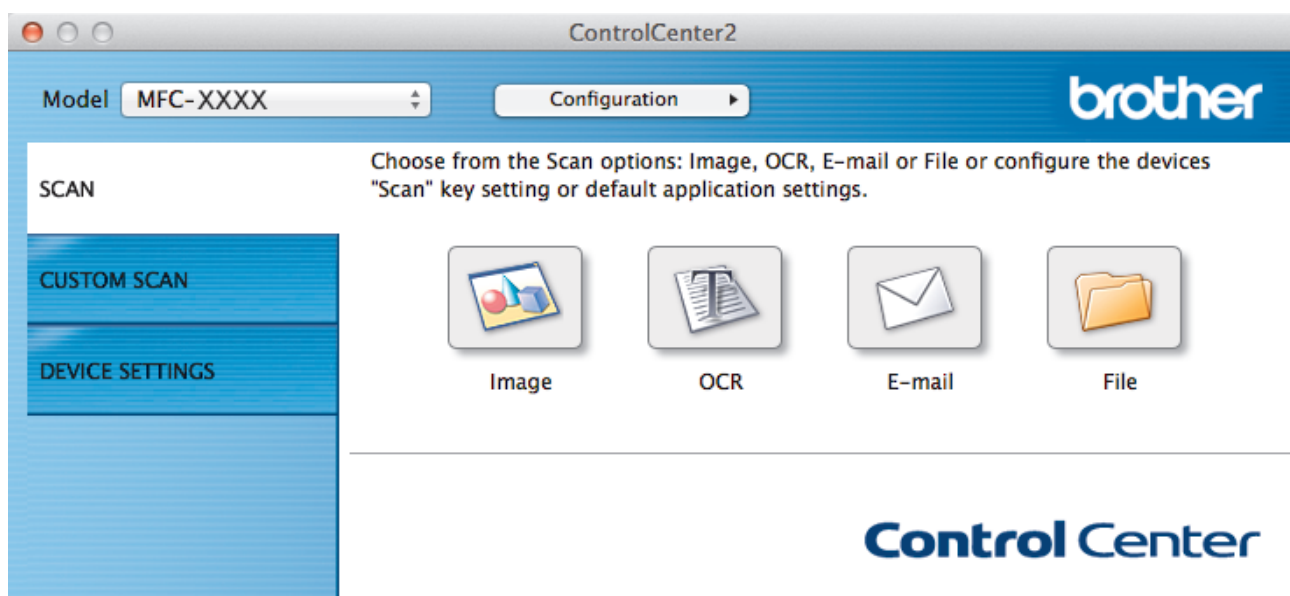 ControlCenter2
Model MFC-XXXX Configuration brother
Choose from the Scan options: Image, OCR, E-mail or File or configure the devices
"Scan" key setting or default application settings.
SCAN
CUSTOM SCAN
DEVICE SETTINGS
Image OCR E-mail File
Control Center